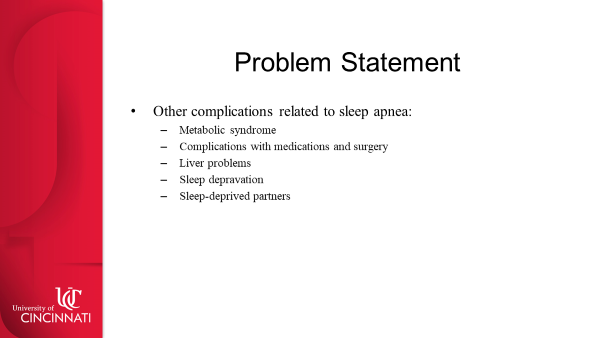 Problem Statement
• Other complications related to sleep apnea:
– Metabolic syndrome
– Complications with medications and surgery
– Liver problems
– Sleep depravation
– Sleep-deprived partners
UC
University of
CINCINNATI